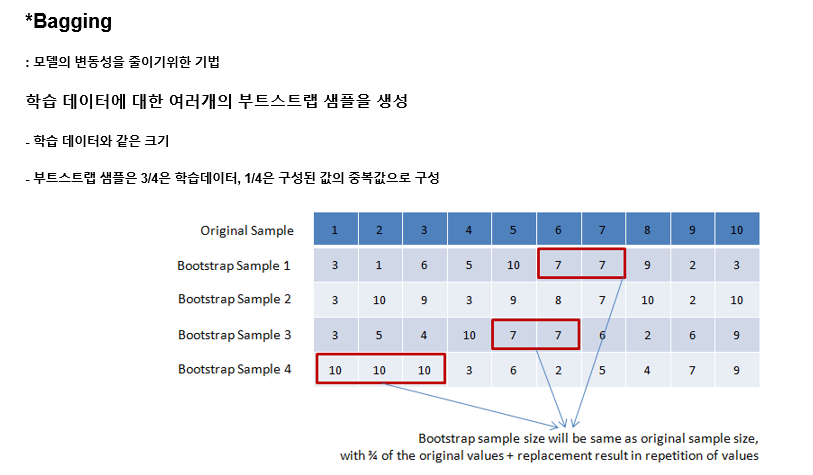 *Bagging
: 모델의 변동성을 줄이기위한 기법
학습 데이터에 대한 여러개의 부트스트랩 샘플을 생성
- 학습 데이터와 같은 크기
- 부트스트랩 샘플은 3/4은 학습데이터, 1/4은 구성된 값의 중복값으로 구성
Original Sample 1 2 3 4 5 6 7 8 9 10
Bootstrap Sample 1 3 1 6 5 10 7 7 9 2 3
Bootstrap Sample 2 3 10 9 3 9 8 7 10 2 10
Bootstrap Sample 3 3 5 4 10 7 7 6 2 6 9
Bootstrap Sample 4 10 10 10 3 6 2 5 4 7 9
Bootstrap sample size will be same as original sample size,
with ¾ of the original values + replacement result in repetition of values